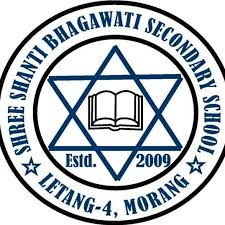 SHREE SHANTI BHAGAWATI SECONDARY SCHOOL
Estd. 2009
LETANG-4, MORANG